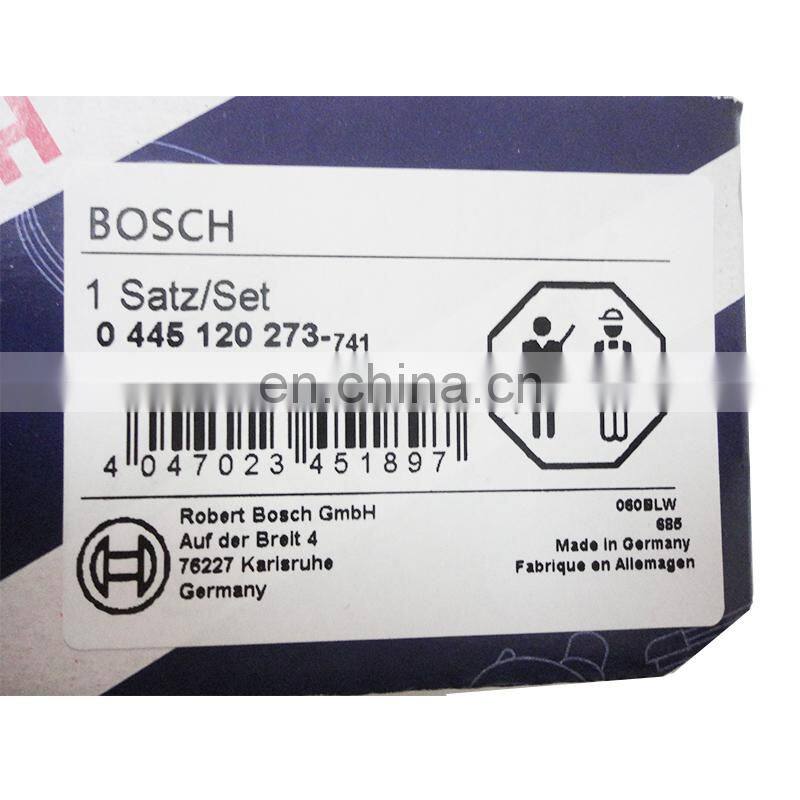 H
BOSCH
1 Satz/Set
0 445 120 273-741
en.china.cn
4 047023 451897
Robert Bosch GmbH
Auf der Breit 4
76227 Karlsruhe
Germany
060BLW
685
Made in Germany
Fabrique en Allemagen